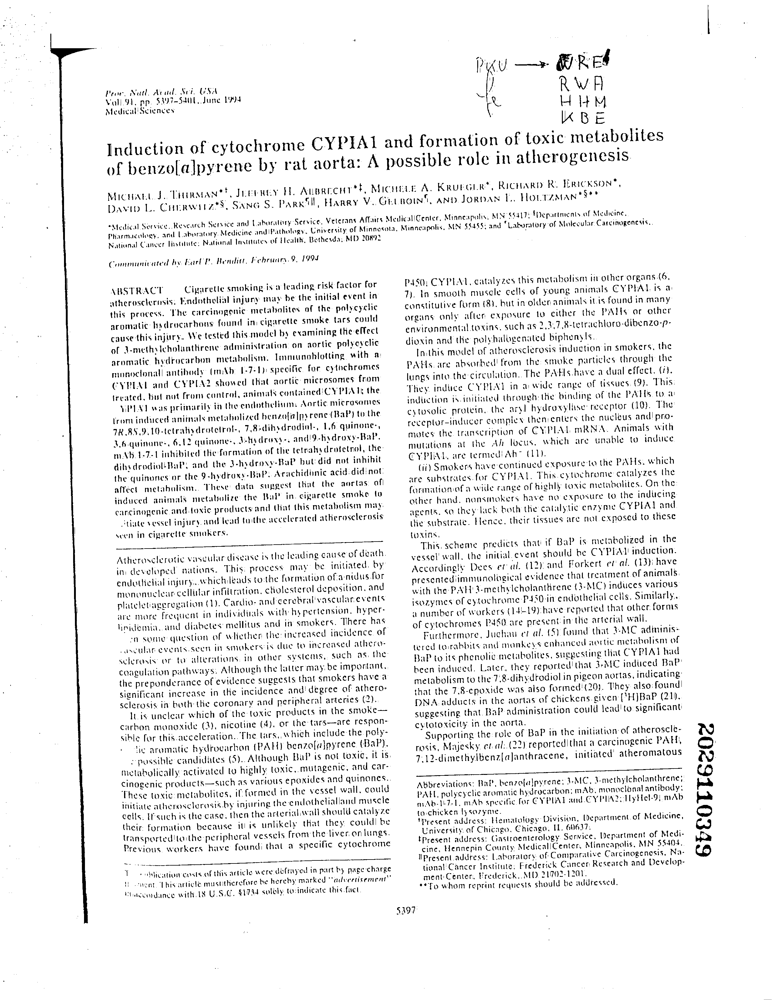 PKU → WRE
fe
RWA
HHM
KBE
Proc. Natl. Acad. Sci. USA
Vol. 91, pp. 5397-5401, June 1994
Medical Sciences
Induction of cytochrome CYPIA1 and formation of toxic metabolites
of benzo[a]pyrene by rat aorta: A possible role in atherogenesis
MICHAEL J. THIRMAN*†, JEFFREY H. ALBRECHT*‡, MICHELE A. KRUEGER*, RICHARD R. ERICKSON*,
DAVID L. CHERWITZ*§, SANG S. PARK¶‖, HARRY V. GELBOIN¶, AND JORDAN L. HOLTZMAN*§**
*Medical Service, Research Service and Laboratory Service, Veterans Affairs Medical Center, Minneapolis, MN 55417; §Departments of Medicine,
Pharmacology, and Laboratory Medicine and Pathology, University of Minnesota, Minneapolis, MN 55455; and ¶Laboratory of Molecular Carcinogenesis,
National Cancer Institute, National Institutes of Health, Bethesda, MD 20892
Communicated by Earl P. Benditt, February 9, 1994
ABSTRACT Cigarette smoking is a leading risk factor for
atherosclerosis. Endothelial injury may be the initial event in
this process. The carcinogenic metabolites of the polycyclic
aromatic hydrocarbons found in cigarette smoke tars could
cause this injury. We tested this model by examining the effect
of 3-methylcholanthrene administration on aortic polycyclic
aromatic hydrocarbon metabolism. Immunoblotting with a
monoclonal antibody (mAb 1-7-1) specific for cytochromes
CYPIA1 and CYPIA2 showed that aortic microsomes from
treated, but not from control, animals contained CYPIA1; the
YPIA1 was primarily in the endothelium. Aortic microsomes
from induced animals metabolized benzo[a]pyrene (BaP) to the
7R,8S,9,10-tetrahydrotetrol-, 7,8-dihydrodiol-, 1,6 quinone-,
3,6 quinone-, 6,12 quinone-, 3-hydroxy-, and 9-hydroxy-BaP.
mAb 1-7-1 inhibited the formation of the tetrahydrotetrol, the
dihydrodiol-BaP, and the 3-hydroxy-BaP but did not inhibit
the quinones or the 9-hydroxy-BaP. Arachidonic acid did not
affect metabolism. These data suggest that the aortas of
induced animals metabolize the BaP in cigarette smoke to
carcinogenic and toxic products and that this metabolism may
itiate vessel injury and lead to the accelerated atherosclerosis
seen in cigarette smokers.
Atherosclerotic vascular disease is the leading cause of death
in developed nations. This process may be initiated by
endothelial injury, which leads to the formation of a nidus for
mononuclear cellular infiltration, cholesterol deposition, and
platelet aggregation (1). Cardio- and cerebral vascular events
are more frequent in individuals with hypertension, hyper-
lipidemia, and diabetes mellitus and in smokers. There has
en some question of whether the increased incidence of
vascular events seen in smokers is due to increased athero-
sclerosis or to alterations in other systems, such as the
coagulation pathways. Although the latter may be important,
the preponderance of evidence suggests that smokers have a
significant increase in the incidence and degree of athero-
sclerosis in both the coronary and peripheral arteries (2).
It is unclear which of the toxic products in the smoke—
carbon monoxide (3), nicotine (4), or the tars—are respon-
sible for this acceleration. The tars, which include the poly-
lic aromatic hydrocarbon (PAH) benzo[a]pyrene (BaP),
e possible candidates (5). Although BaP is not toxic, it is
metabolically activated to highly toxic, mutagenic, and car-
cinogenic products—such as various epoxides and quinones.
These toxic metabolites, if formed in the vessel wall, could
initiate atherosclerosis by injuring the endothelial and muscle
cells. If such is the case, then the arterial wall should catalyze
their formation because it is unlikely that they could be
transported to the peripheral vessels from the liver or lungs.
Previous workers have found that a specific cytochrome
T publication costs of this article were defrayed in part by page charge
payment. This article must therefore be hereby marked "advertisement"
in accordance with 18 U.S.C. §1734 solely to indicate this fact.
P450, CYPIA1, catalyzes this metabolism in other organs (6,
7). In smooth muscle cells of young animals CYPIA1 is a
constitutive form (8), but in older animals it is found in many
organs only after exposure to either the PAHs or other
environmental toxins, such as 2,3,7,8-tetrachloro-dibenzo-p-
dioxin and the polyhalogenated biphenyls.
In this model of atherosclerosis induction in smokers, the
PAHs are absorbed from the smoke particles through the
lungs into the circulation. The PAHs have a dual effect. (i).
They induce CYPIA1 in a wide range of tissues (9). This
induction is initiated through the binding of the PAHs to a
cytosolic protein, the aryl hydroxylase receptor (10). The
receptor-inducer complex then enters the nucleus and pro-
motes the transcription of CYPIA1 mRNA. Animals with
mutations at the Ah locus, which are unable to induce
CYPIA1, are termed Ah⁻ (11).
(ii) Smokers have continued exposure to the PAHs, which
are substrates for CYPIA1. This cytochrome catalyzes the
formation of a wide range of highly toxic metabolites. On the
other hand, nonsmokers have no exposure to the inducing
agents, so they lack both the catalytic enzyme CYPIA1 and
the substrate. Hence, their tissues are not exposed to these
toxins.
This scheme predicts that if BaP is metabolized in the
vessel wall, the initial event should be CYPIA1 induction.
Accordingly Dees et al. (12) and Forkert et al. (13) have
presented immunological evidence that treatment of animals
with the PAH 3-methylcholanthrene (3-MC) induces various
isozymes of cytochrome P450 in endothelial cells. Similarly,
a number of workers (14-19) have reported that other forms
of cytochromes P450 are present in the arterial wall.
Furthermore, Juchau et al. (5) found that 3-MC adminis-
tered to rabbits and monkeys enhanced aortic metabolism of
BaP to its phenolic metabolites, suggesting that CYPIA1 had
been induced. Later, they reported that 3-MC induced BaP
metabolism to the 7,8-dihydrodiol in pigeon aortas, indicating
that the 7,8-epoxide was also formed (20). They also found
DNA adducts in the aortas of chickens given [³H]BaP (21),
suggesting that BaP administration could lead to significant
cytotoxicity in the aorta.
Supporting the role of BaP in the initiation of atheroscle-
rosis, Majesky et al. (22) reported that a carcinogenic PAH,
7,12-dimethylbenz[a]anthracene, initiated atheromatous
Abbreviations: BaP, benzo[a]pyrene; 3-MC, 3-methylcholanthrene;
PAH, polycyclic aromatic hydrocarbon; mAb, monoclonal antibody;
mAb 1-7-1, mAb specific for CYPIA1 and CYPIA2; HyHel-9; mAb
to chicken lysozyme.
†Present address: Hematology Division, Department of Medicine,
University of Chicago, Chicago, IL 60637.
‡Present address: Gastroenterology Service, Department of Medi-
cine, Hennepin County Medical Center, Minneapolis, MN 55404.
‖Present address: Laboratory of Comparative Carcinogenesis, Na-
tional Cancer Institute, Frederick Cancer Research and Develop-
ment Center, Frederick, MD 21702-1201.
**To whom reprint requests should be addressed.
5397
2029110349